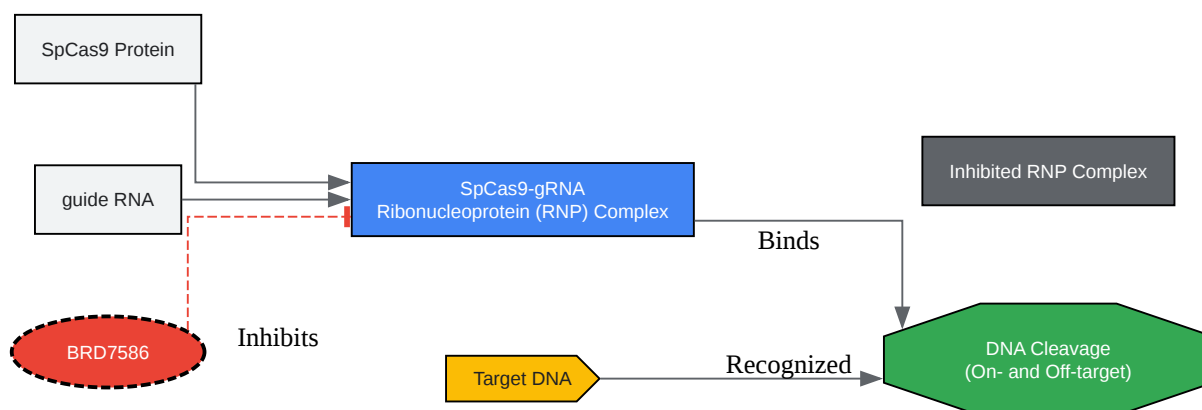 SpCas9 Protein
guide RNA
SpCas9-gRNA
Ribonucleoprotein (RNP) Complex
Inhibited RNP Complex
Binds
BRD7586
Inhibits
Target DNA
Recognized
DNA Cleavage
(On- and Off-target)